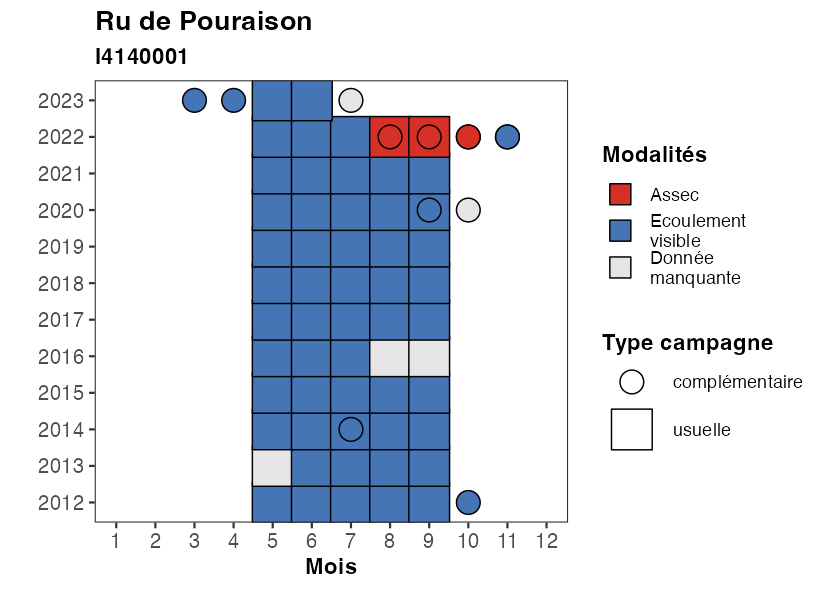 Ru de Pouraison
I4140001
2023
2022
2021
2020
2019
2018
2017
2016
2015
2014
2013
2012
1 2 3 4 5 6 7 8 9 10 11 12
Mois
Modalités
Assec
Ecoulement
visible
Donnée
manquante
Type campagne
complémentaire
usuelle